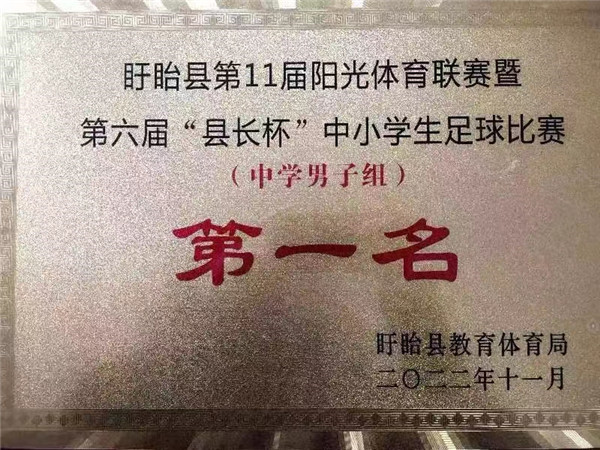 盱眙县第11届阳光体育联赛暨
第六届“县长杯”中小学生足球比赛
（中学男子组）
第一名
盱眙县教育体育局
二〇二二年十一月